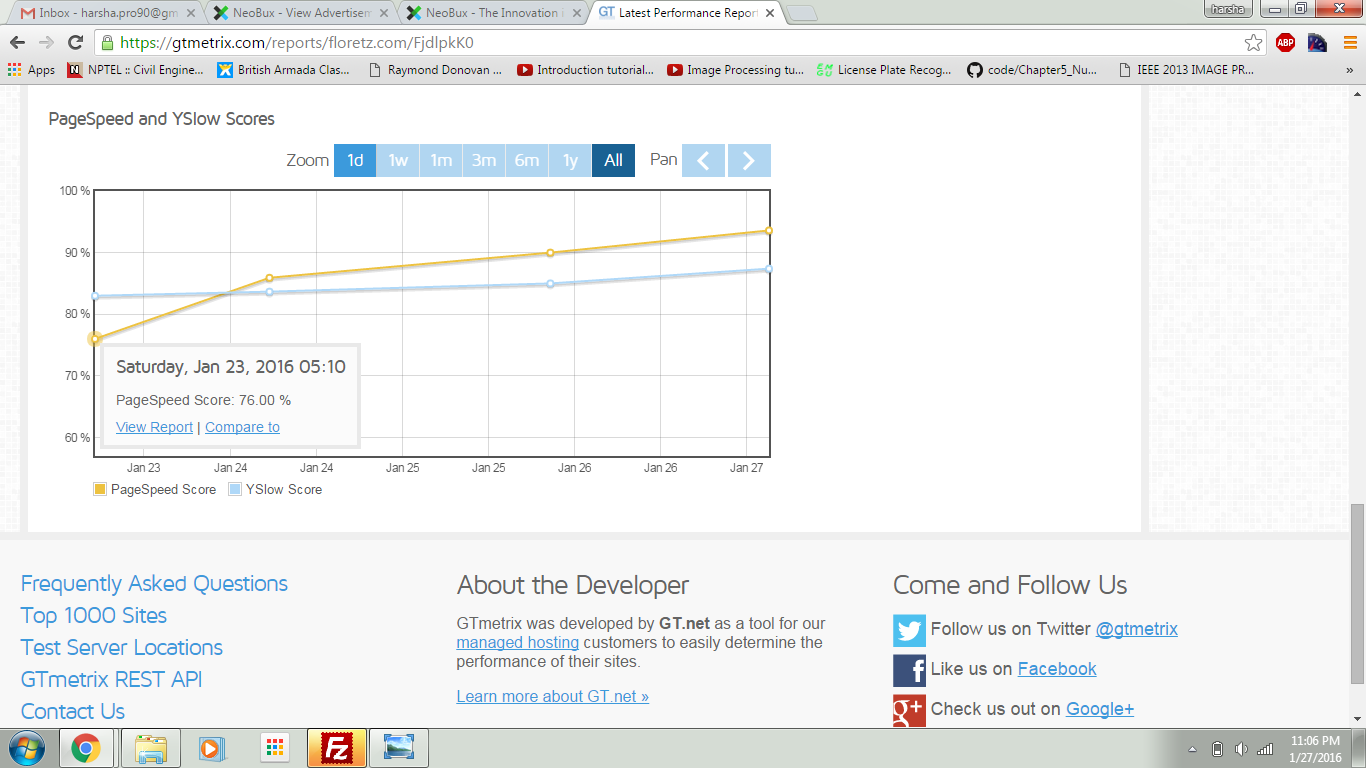 Inbox - harsha.pro90@gm
NeoBux - View Advertisem
NeoBux - The Innovation i
GT Latest Performance Report
harsha
https://gtmetrix.com/reports/floretz.com/FjdlpkK0
ABP
Apps
N NPTEL :: Civil Engine...
British Armada Clas...
Raymond Donovan ...
Introduction tutorial...
Image Processing tu...
License Plate Recog...
code/Chapter5_Nu...
IEEE 2013 IMAGE PR...
»
PageSpeed and YSlow Scores
Zoom 1d 1w 1m 3m 6m 1y All Pan
100 %
90 %
80 %
70 %
60 %
Saturday, Jan 23, 2016 05:10
PageSpeed Score: 76.00 %
View Report | Compare to
Jan 23 Jan 24 Jan 24 Jan 25 Jan 25 Jan 26 Jan 26 Jan 27
PageSpeed Score YSlow Score
Frequently Asked Questions
Top 1000 Sites
Test Server Locations
GTmetrix REST API
Contact Us
About the Developer
GTmetrix was developed by GT.net as a tool for our
managed hosting customers to easily determine the
performance of their sites.
Learn more about GT.net »
Come and Follow Us
Follow us on Twitter @gtmetrix
f Like us on Facebook
g+ Check us out on Google+
Fz
11:06 PM
1/27/2016